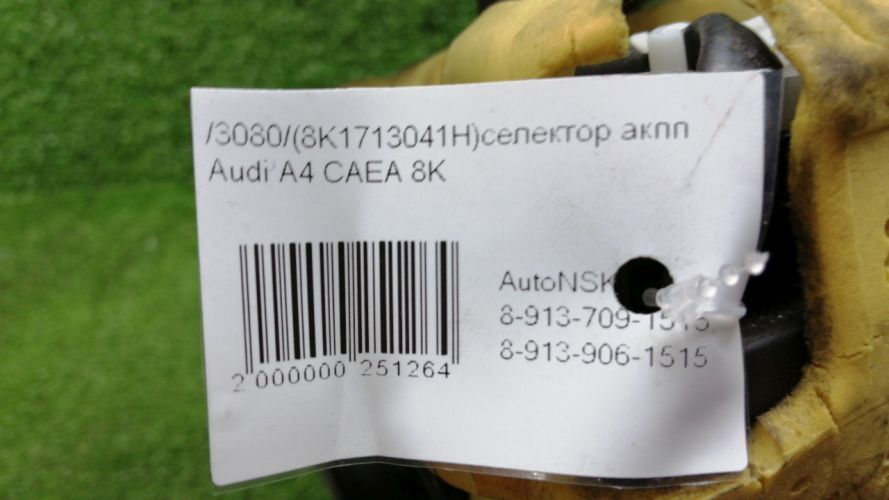 /3080/(8K1713041H)селектор акпп
Audi A4 CAEA 8K
AutoNSK
8-913-709-1515
8-913-906-1515
2 000000 251264